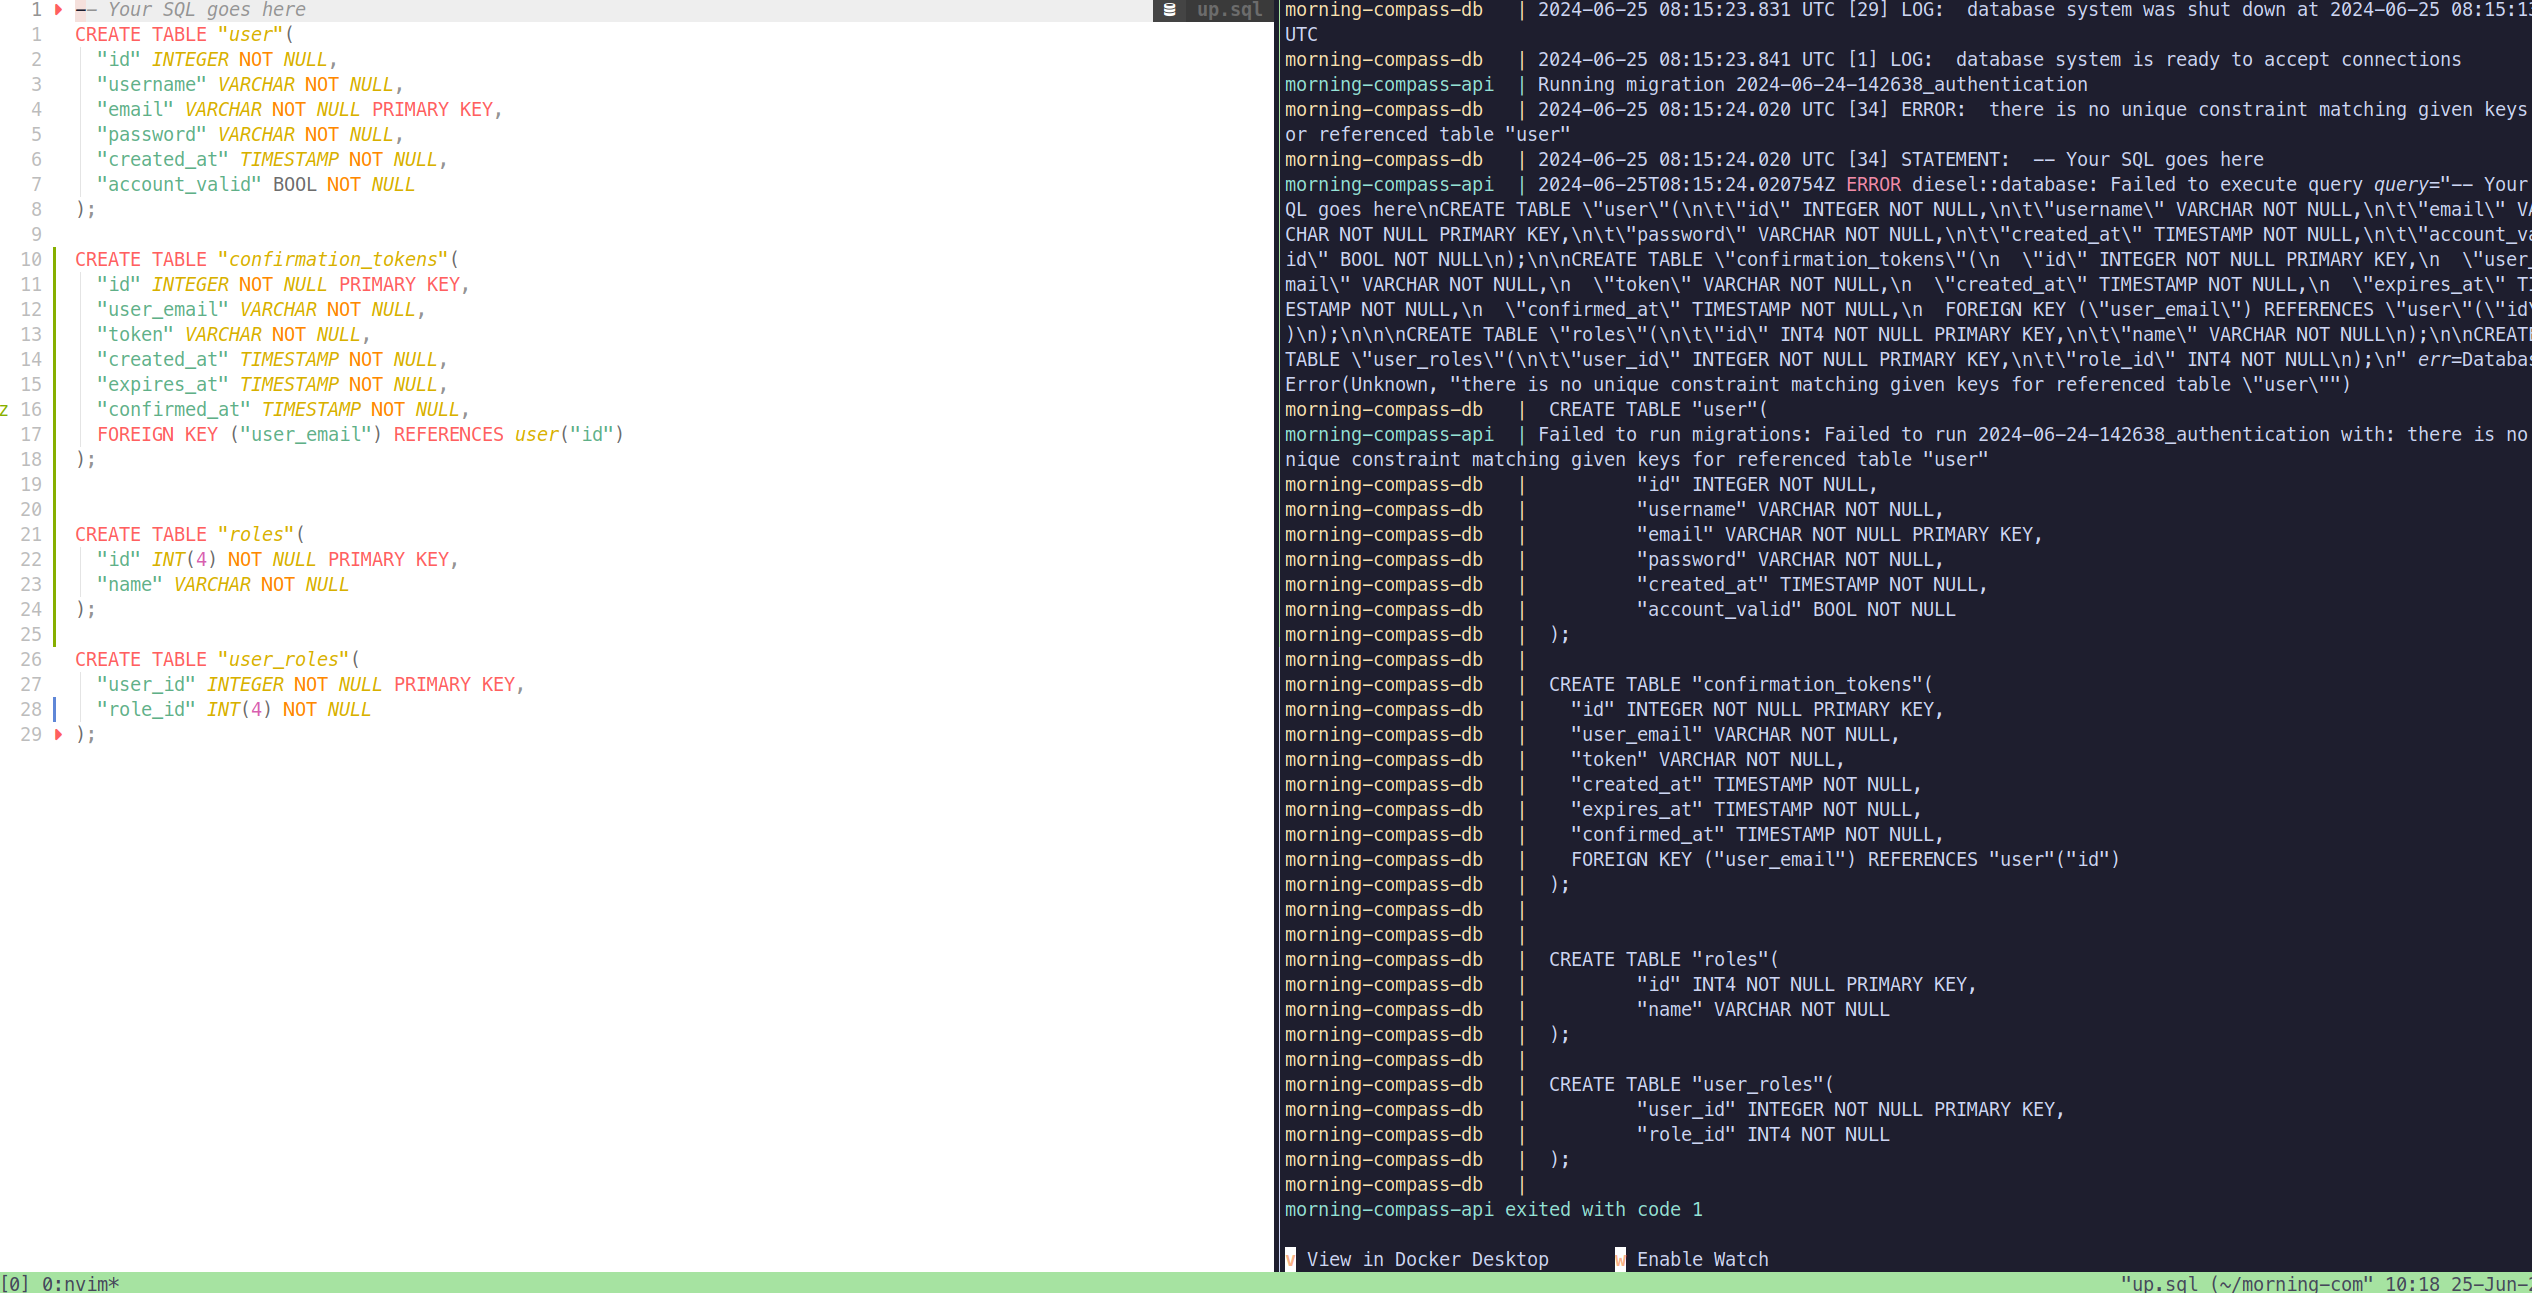 1 -- Your SQL goes here up.sql
1 CREATE TABLE "user"(
2 "id" INTEGER NOT NULL,
3 "username" VARCHAR NOT NULL,
4 "email" VARCHAR NOT NULL PRIMARY KEY,
5 "password" VARCHAR NOT NULL,
6 "created_at" TIMESTAMP NOT NULL,
7 "account_valid" BOOL NOT NULL
8 );
9
10 CREATE TABLE "confirmation_tokens"(
11 "id" INTEGER NOT NULL PRIMARY KEY,
12 "user_email" VARCHAR NOT NULL,
13 "token" VARCHAR NOT NULL,
14 "created_at" TIMESTAMP NOT NULL,
15 "expires_at" TIMESTAMP NOT NULL,
z 16 "confirmed_at" TIMESTAMP NOT NULL,
17 FOREIGN KEY ("user_email") REFERENCES user("id")
18 );
19
20
21 CREATE TABLE "roles"(
22 "id" INT(4) NOT NULL PRIMARY KEY,
23 "name" VARCHAR NOT NULL
24 );
25
26 CREATE TABLE "user_roles"(
27 "user_id" INTEGER NOT NULL PRIMARY KEY,
28 "role_id" INT(4) NOT NULL
29 );
morning-compass-db | 2024-06-25 08:15:23.831 UTC [29] LOG: database system was shut down at 2024-06-25 08:15:13
UTC
morning-compass-db | 2024-06-25 08:15:23.841 UTC [1] LOG: database system is ready to accept connections
morning-compass-api | Running migration 2024-06-24-142638_authentication
morning-compass-db | 2024-06-25 08:15:24.020 UTC [34] ERROR: there is no unique constraint matching given keys
or referenced table "user"
morning-compass-db | 2024-06-25 08:15:24.020 UTC [34] STATEMENT: -- Your SQL goes here
morning-compass-api | 2024-06-25T08:15:24.020754Z ERROR diesel::database: Failed to execute query query="-- Your
QL goes here\nCREATE TABLE \"user\"(\n\t\"id\" INTEGER NOT NULL,\n\t\"username\" VARCHAR NOT NULL,\n\t\"email\" VA
CHAR NOT NULL PRIMARY KEY,\n\t\"password\" VARCHAR NOT NULL,\n\t\"created_at\" TIMESTAMP NOT NULL,\n\t\"account_va
id\" BOOL NOT NULL\n);\n\nCREATE TABLE \"confirmation_tokens\"(\n  \"id\" INTEGER NOT NULL PRIMARY KEY,\n  \"user_
mail\" VARCHAR NOT NULL,\n  \"token\" VARCHAR NOT NULL,\n  \"created_at\" TIMESTAMP NOT NULL,\n  \"expires_at\" TI
ESTAMP NOT NULL,\n  \"confirmed_at\" TIMESTAMP NOT NULL,\n  FOREIGN KEY (\"user_email\") REFERENCES \"user\"(\"id\
)\n);\n\n\nCREATE TABLE \"roles\"(\n\t\"id\" INT4 NOT NULL PRIMARY KEY,\n\t\"name\" VARCHAR NOT NULL\n);\n\nCREATE
TABLE \"user_roles\"(\n\t\"user_id\" INTEGER NOT NULL PRIMARY KEY,\n\t\"role_id\" INT4 NOT NULL\n);\n" err=Databas
Error(Unknown, "there is no unique constraint matching given keys for referenced table \"user\"")
morning-compass-db | CREATE TABLE "user"(
morning-compass-api | Failed to run migrations: Failed to run 2024-06-24-142638_authentication with: there is no
nique constraint matching given keys for referenced table "user"
morning-compass-db | "id" INTEGER NOT NULL,
morning-compass-db | "username" VARCHAR NOT NULL,
morning-compass-db | "email" VARCHAR NOT NULL PRIMARY KEY,
morning-compass-db | "password" VARCHAR NOT NULL,
morning-compass-db | "created_at" TIMESTAMP NOT NULL,
morning-compass-db | "account_valid" BOOL NOT NULL
morning-compass-db | );
morning-compass-db |
morning-compass-db | CREATE TABLE "confirmation_tokens"(
morning-compass-db | "id" INTEGER NOT NULL PRIMARY KEY,
morning-compass-db | "user_email" VARCHAR NOT NULL,
morning-compass-db | "token" VARCHAR NOT NULL,
morning-compass-db | "created_at" TIMESTAMP NOT NULL,
morning-compass-db | "expires_at" TIMESTAMP NOT NULL,
morning-compass-db | "confirmed_at" TIMESTAMP NOT NULL,
morning-compass-db | FOREIGN KEY ("user_email") REFERENCES "user"("id")
morning-compass-db | );
morning-compass-db |
morning-compass-db |
morning-compass-db | CREATE TABLE "roles"(
morning-compass-db | "id" INT4 NOT NULL PRIMARY KEY,
morning-compass-db | "name" VARCHAR NOT NULL
morning-compass-db | );
morning-compass-db |
morning-compass-db | CREATE TABLE "user_roles"(
morning-compass-db | "user_id" INTEGER NOT NULL PRIMARY KEY,
morning-compass-db | "role_id" INT4 NOT NULL
morning-compass-db | );
morning-compass-db |
morning-compass-api exited with code 1
v View in Docker Desktop w Enable Watch
[0] 0:nvim* "up.sql (~/morning-com" 10:18 25-Jun-2